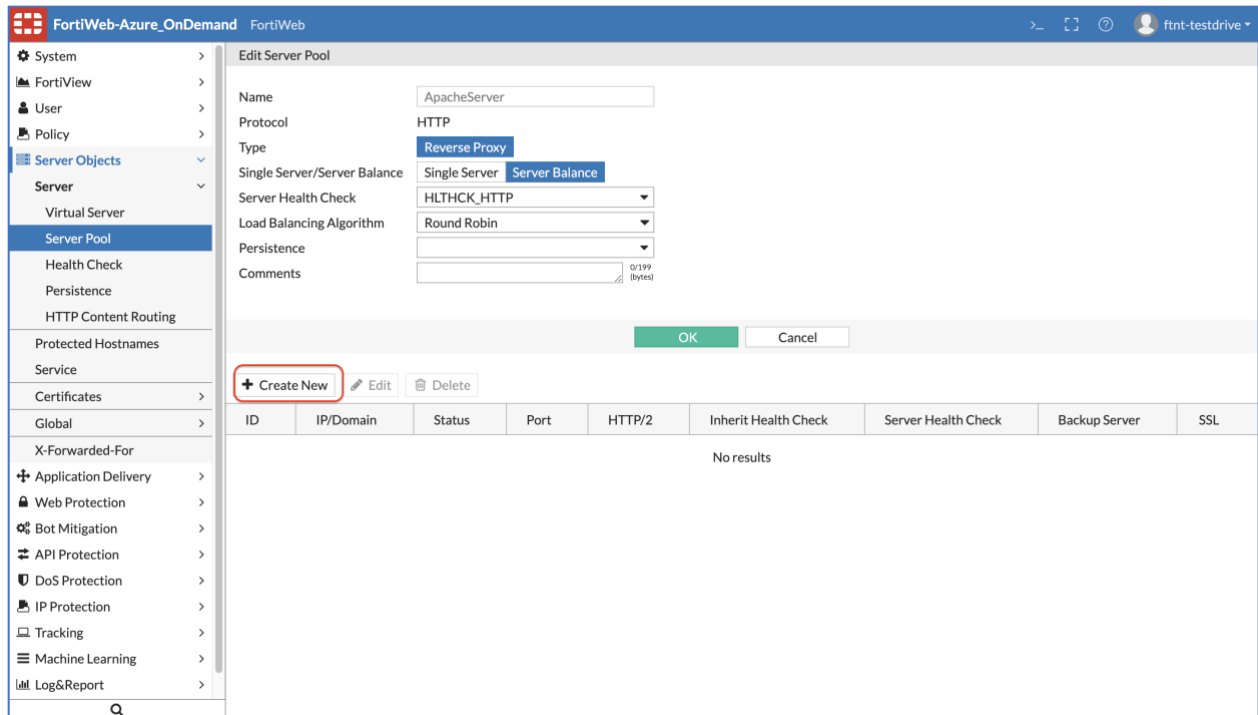 FortiWeb-Azure_OnDemand FortiWeb >_ ftnt-testdrive
System
FortiView
User
Policy
Server Objects
Server
Virtual Server
Server Pool
Health Check
Persistence
HTTP Content Routing
Protected Hostnames
Service
Certificates
Global
X-Forwarded-For
Application Delivery
Web Protection
Bot Mitigation
API Protection
DoS Protection
IP Protection
Tracking
Machine Learning
Log&Report
Edit Server Pool
Name ApacheServer
Protocol HTTP
Type Reverse Proxy
Single Server/Server Balance Single Server Server Balance
Server Health Check HLTHCK_HTTP
Load Balancing Algorithm Round Robin
Persistence
Comments 0/199
(bytes)
OK Cancel
+ Create New Edit Delete
ID IP/Domain Status Port HTTP/2 Inherit Health Check Server Health Check Backup Server SSL
No results